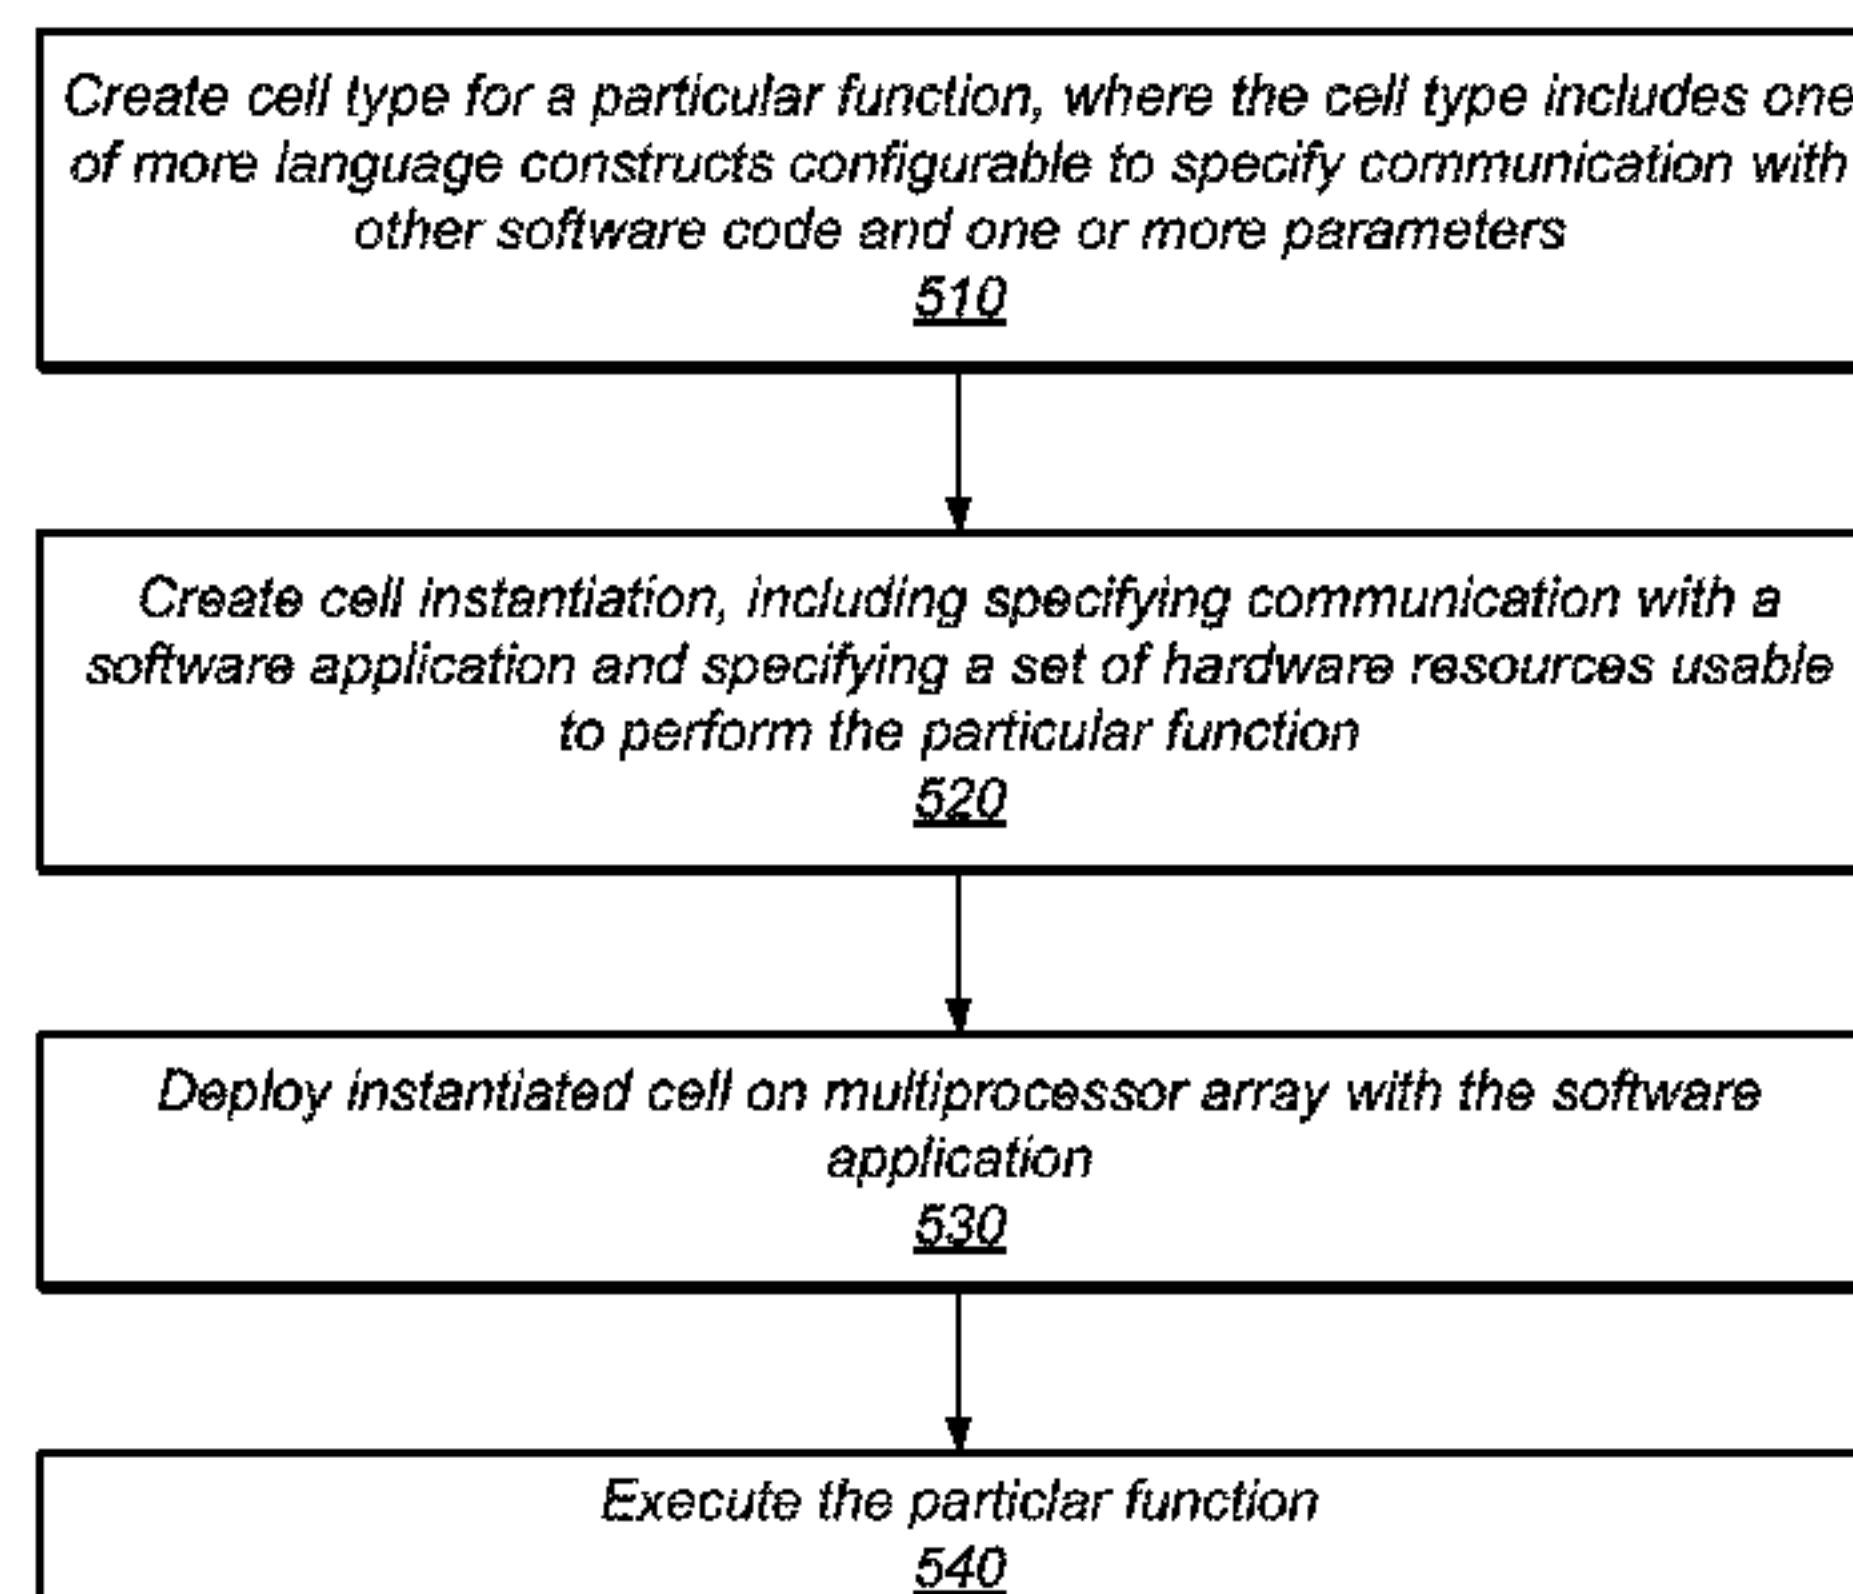 Create cell type for a particular function, where the cell type includes one
of more language constructs configurable to specify communication with
other software code and one or more parameters
510
Create cell instantiation, including specifying communication with a
software application and specifying a set of hardware resources usable
to perform the particular function
520
Deploy instantiated cell on multiprocessor array with the software
application
530
Execute the particlar function
540